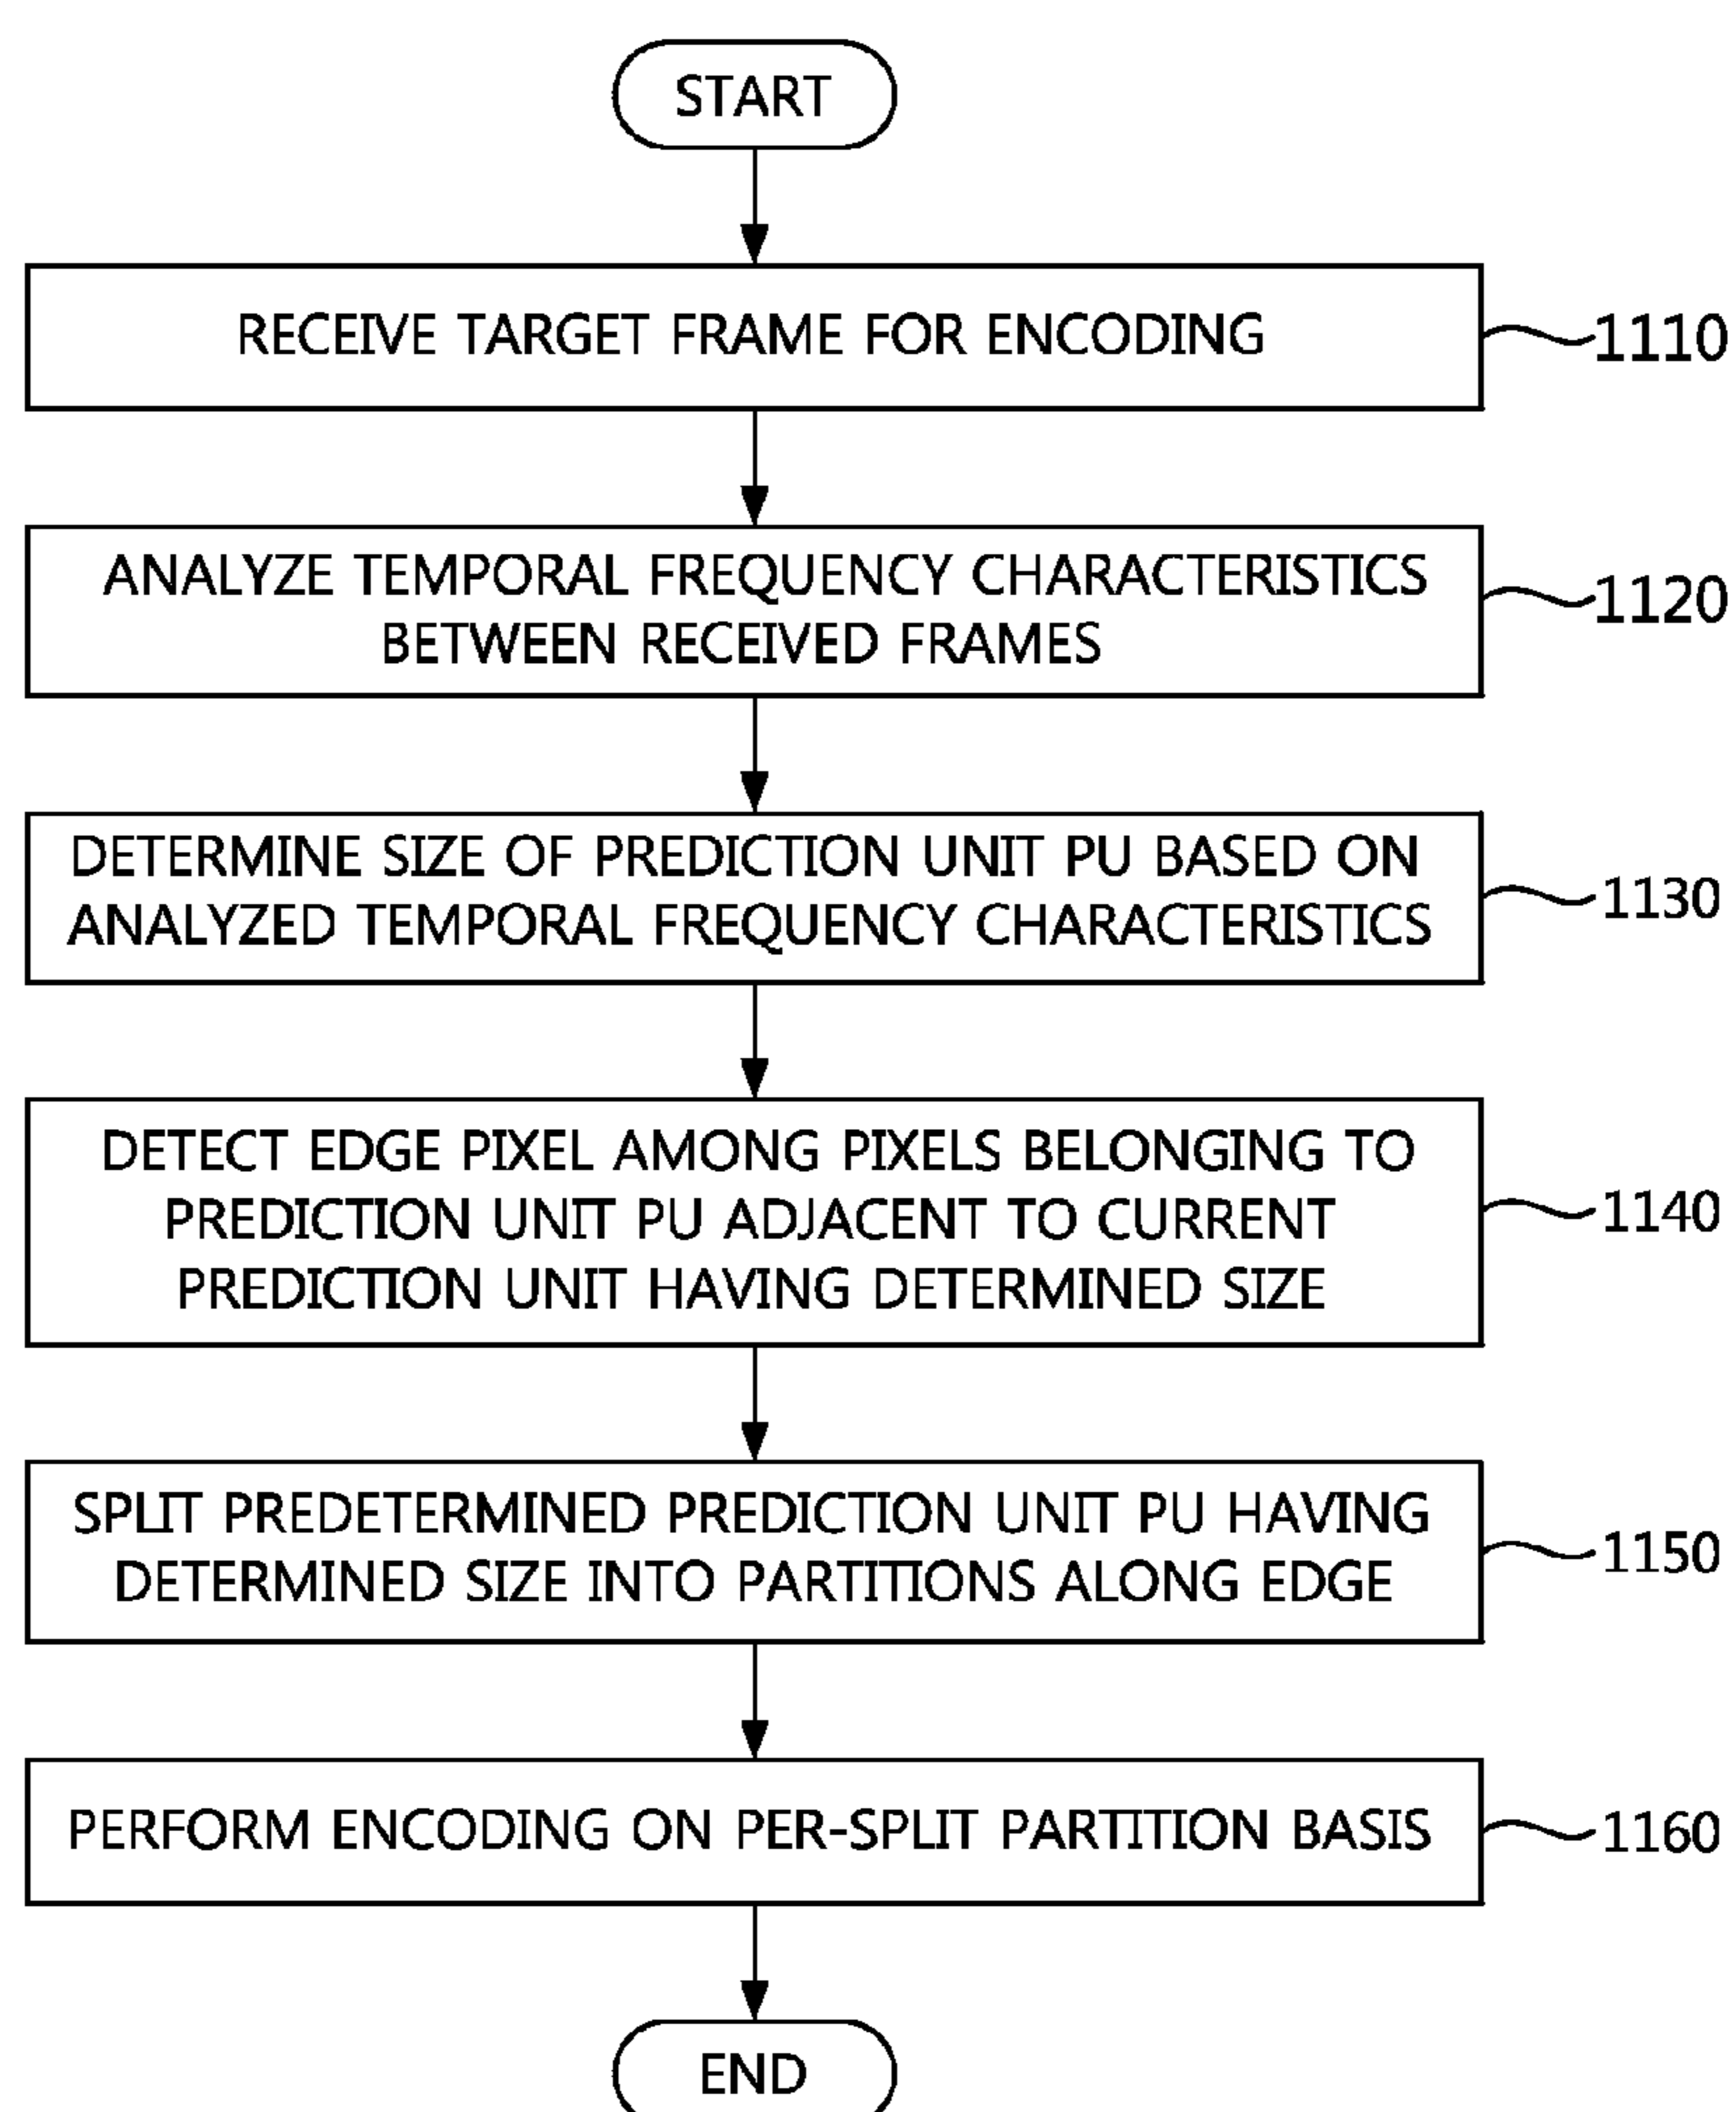 START
RECEIVE TARGET FRAME FOR ENCODING
1110
ANALYZE TEMPORAL FREQUENCY CHARACTERISTICS
BETWEEN RECEIVED FRAMES
1120
DETERMINE SIZE OF PREDICTION UNIT PU BASED ON
ANALYZED TEMPORAL FREQUENCY CHARACTERISTICS
1130
DETECT EDGE PIXEL AMONG PIXELS BELONGING TO
PREDICTION UNIT PU ADJACENT TO CURRENT
PREDICTION UNIT HAVING DETERMINED SIZE
1140
SPLIT PREDETERMINED PREDICTION UNIT PU HAVING
DETERMINED SIZE INTO PARTITIONS ALONG EDGE
1150
PERFORM ENCODING ON PER-SPLIT PARTITION BASIS
1160
END